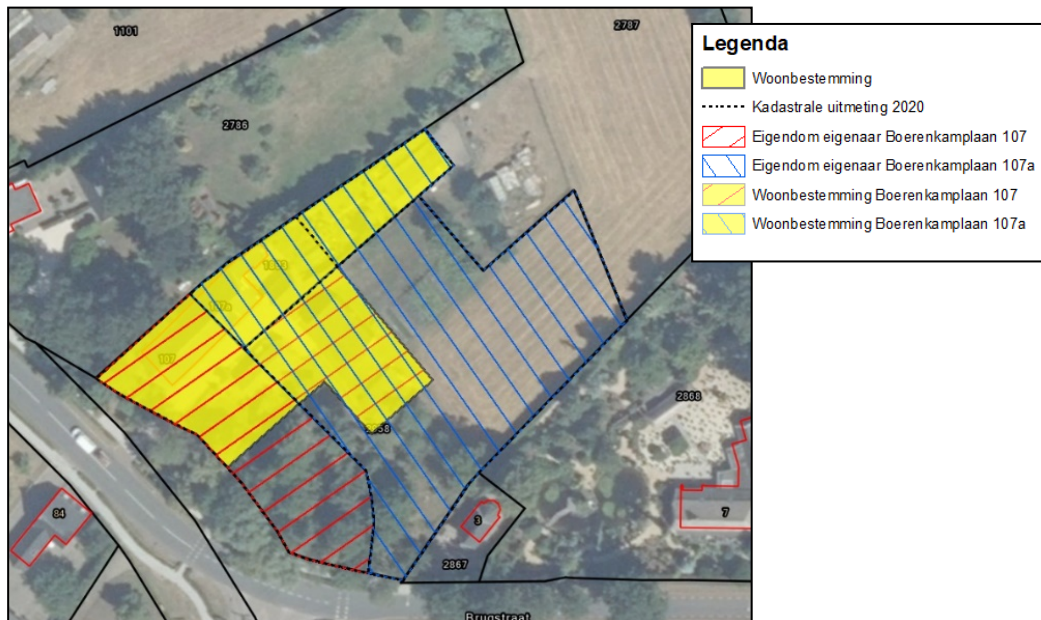 1101
2787
2786
107
84
3
7
2868
2867
Brugstraat
Legenda
Woonbestemming
Kadastrale uitmeting 2020
Eigendom eigenaar Boerenkamplaan 107
Eigendom eigenaar Boerenkamplaan 107a
Woonbestemming Boerenkamplaan 107
Woonbestemming Boerenkamplaan 107a